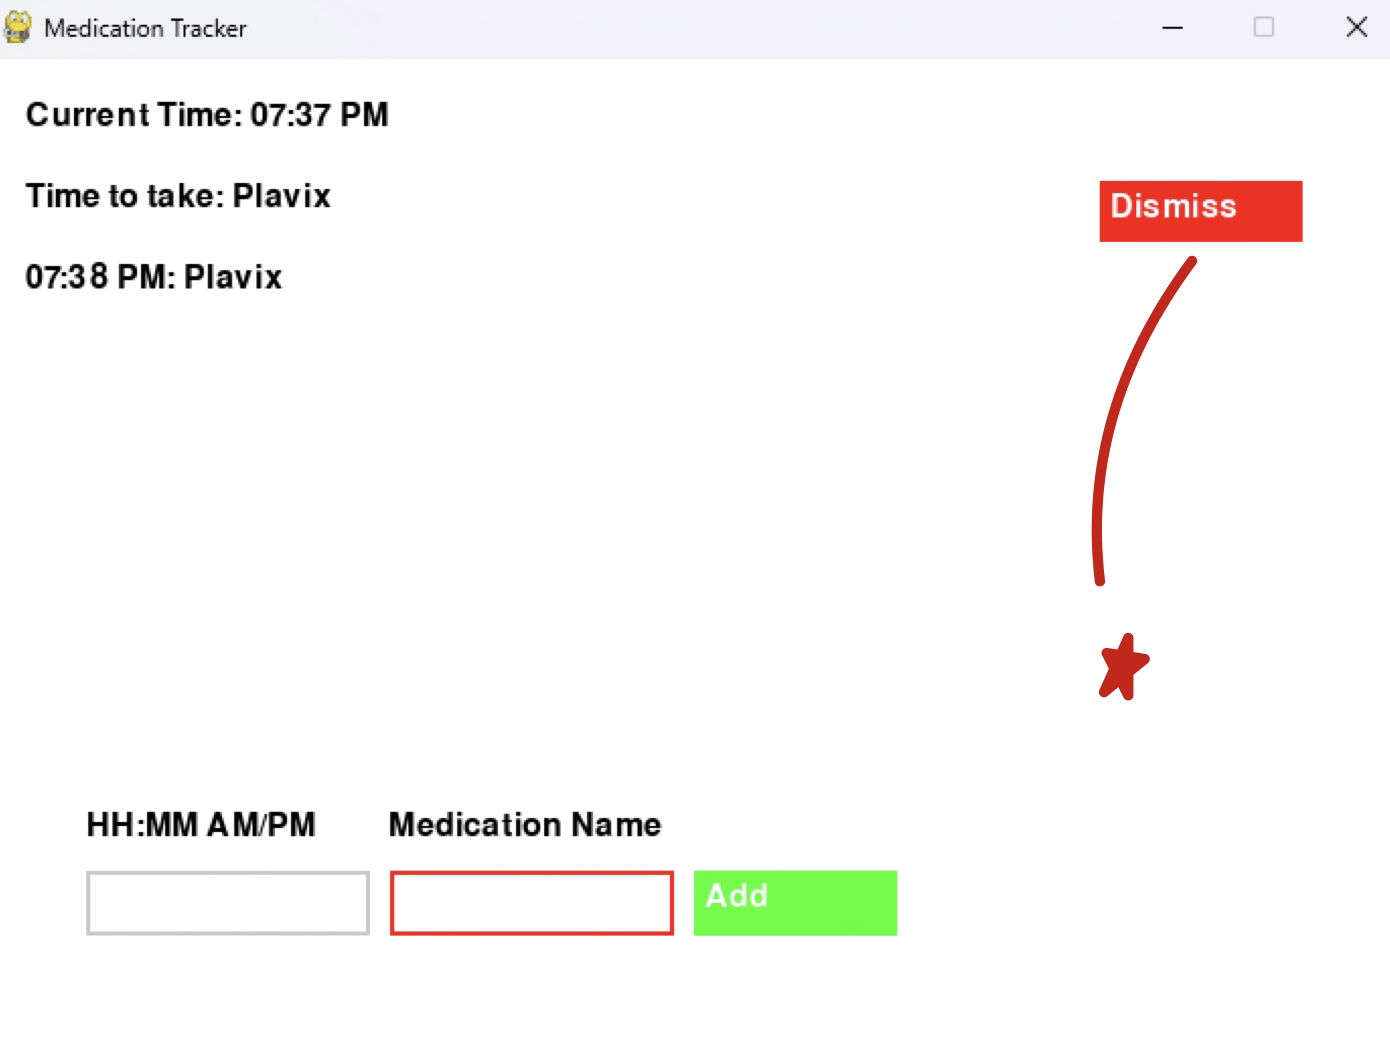 Medication Tracker
Current Time: 07:37 PM
Time to take: Plavix
Dismiss
07:38 PM: Plavix
HH:MM AM/PM Medication Name
Add